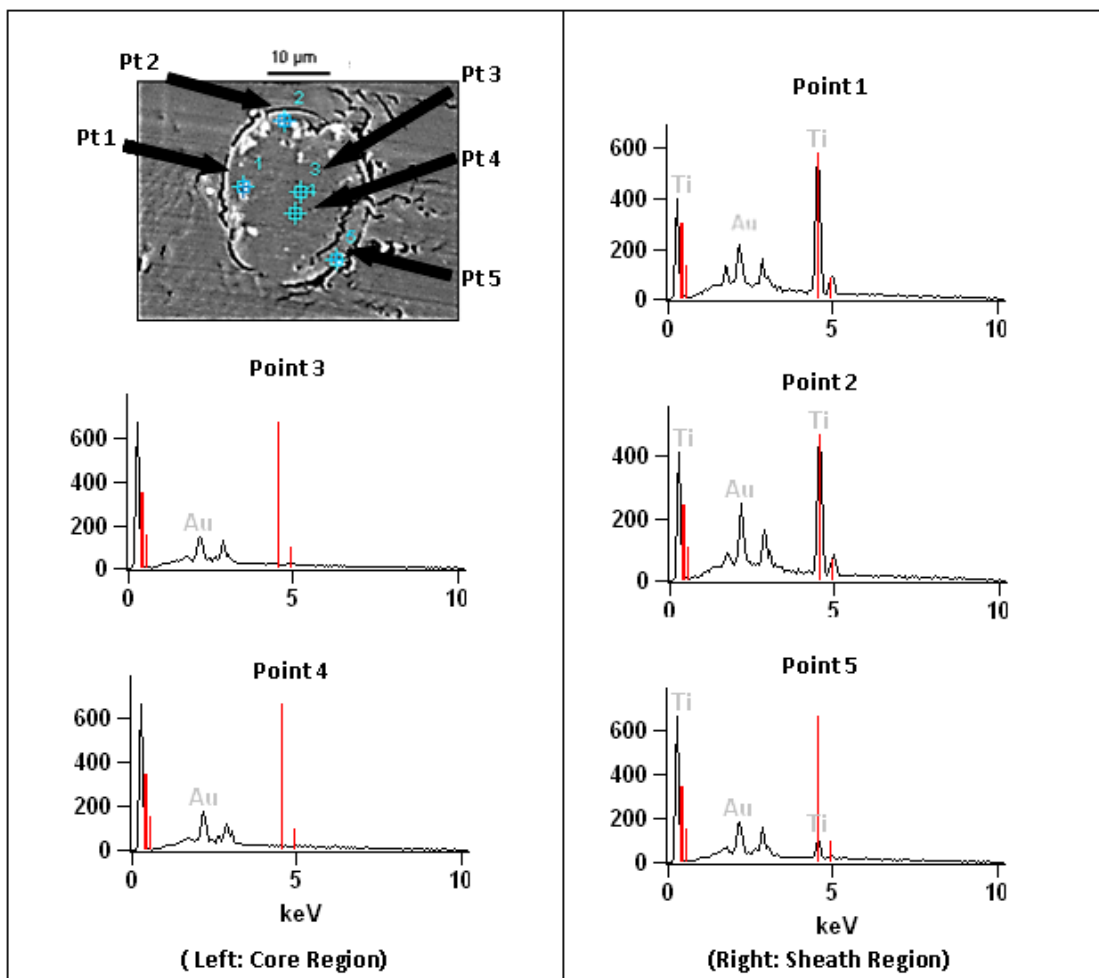 10 µm
Pt 2
Pt 3
Pt 1
Pt 4
Pt 5
2
1
3
4
5
Point 3
Au
600
400
200
0
0 5 10
Point 4
Au
600
400
200
0
0 5 10
keV
( Left: Core Region)
Point 1
Ti
Ti
Au
600
400
200
0
0 5 10
Point 2
Ti
Ti
Au
400
200
0
0 5 10
Point 5
Ti
Au
Ti
600
400
200
0
0 5 10
keV
(Right: Sheath Region)